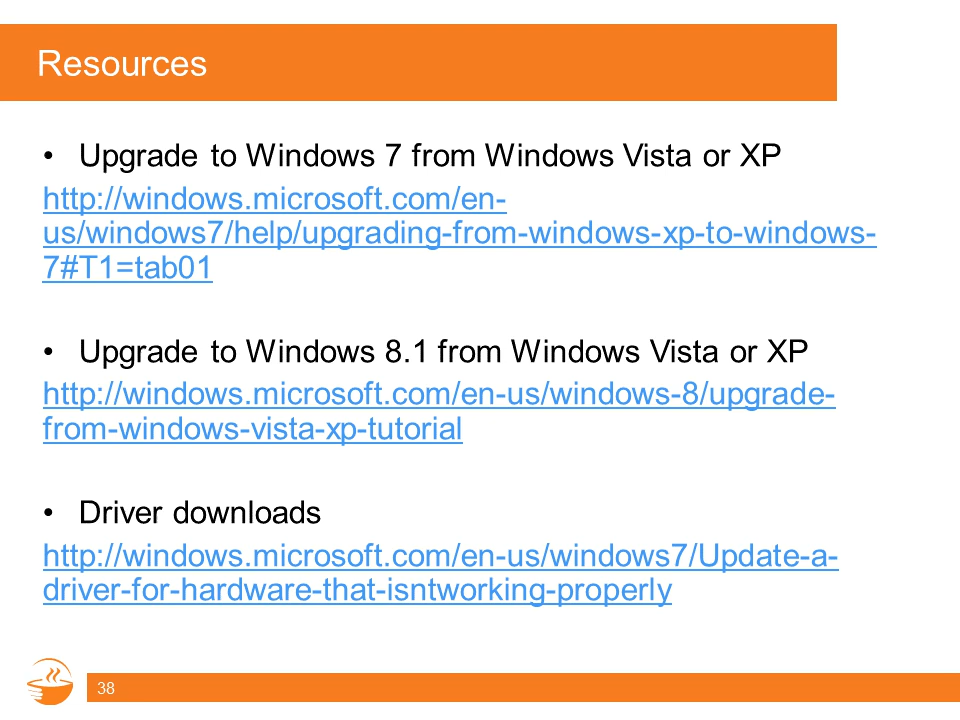 Resources
• Upgrade to Windows 7 from Windows Vista or XP
http://windows.microsoft.com/en-
us/windows7/help/upgrading-from-windows-xp-to-windows-
7#T1=tab01
• Upgrade to Windows 8.1 from Windows Vista or XP
http://windows.microsoft.com/en-us/windows-8/upgrade-
from-windows-vista-xp-tutorial
• Driver downloads
http://windows.microsoft.com/en-us/windows7/Update-a-
driver-for-hardware-that-isntworking-properly
38